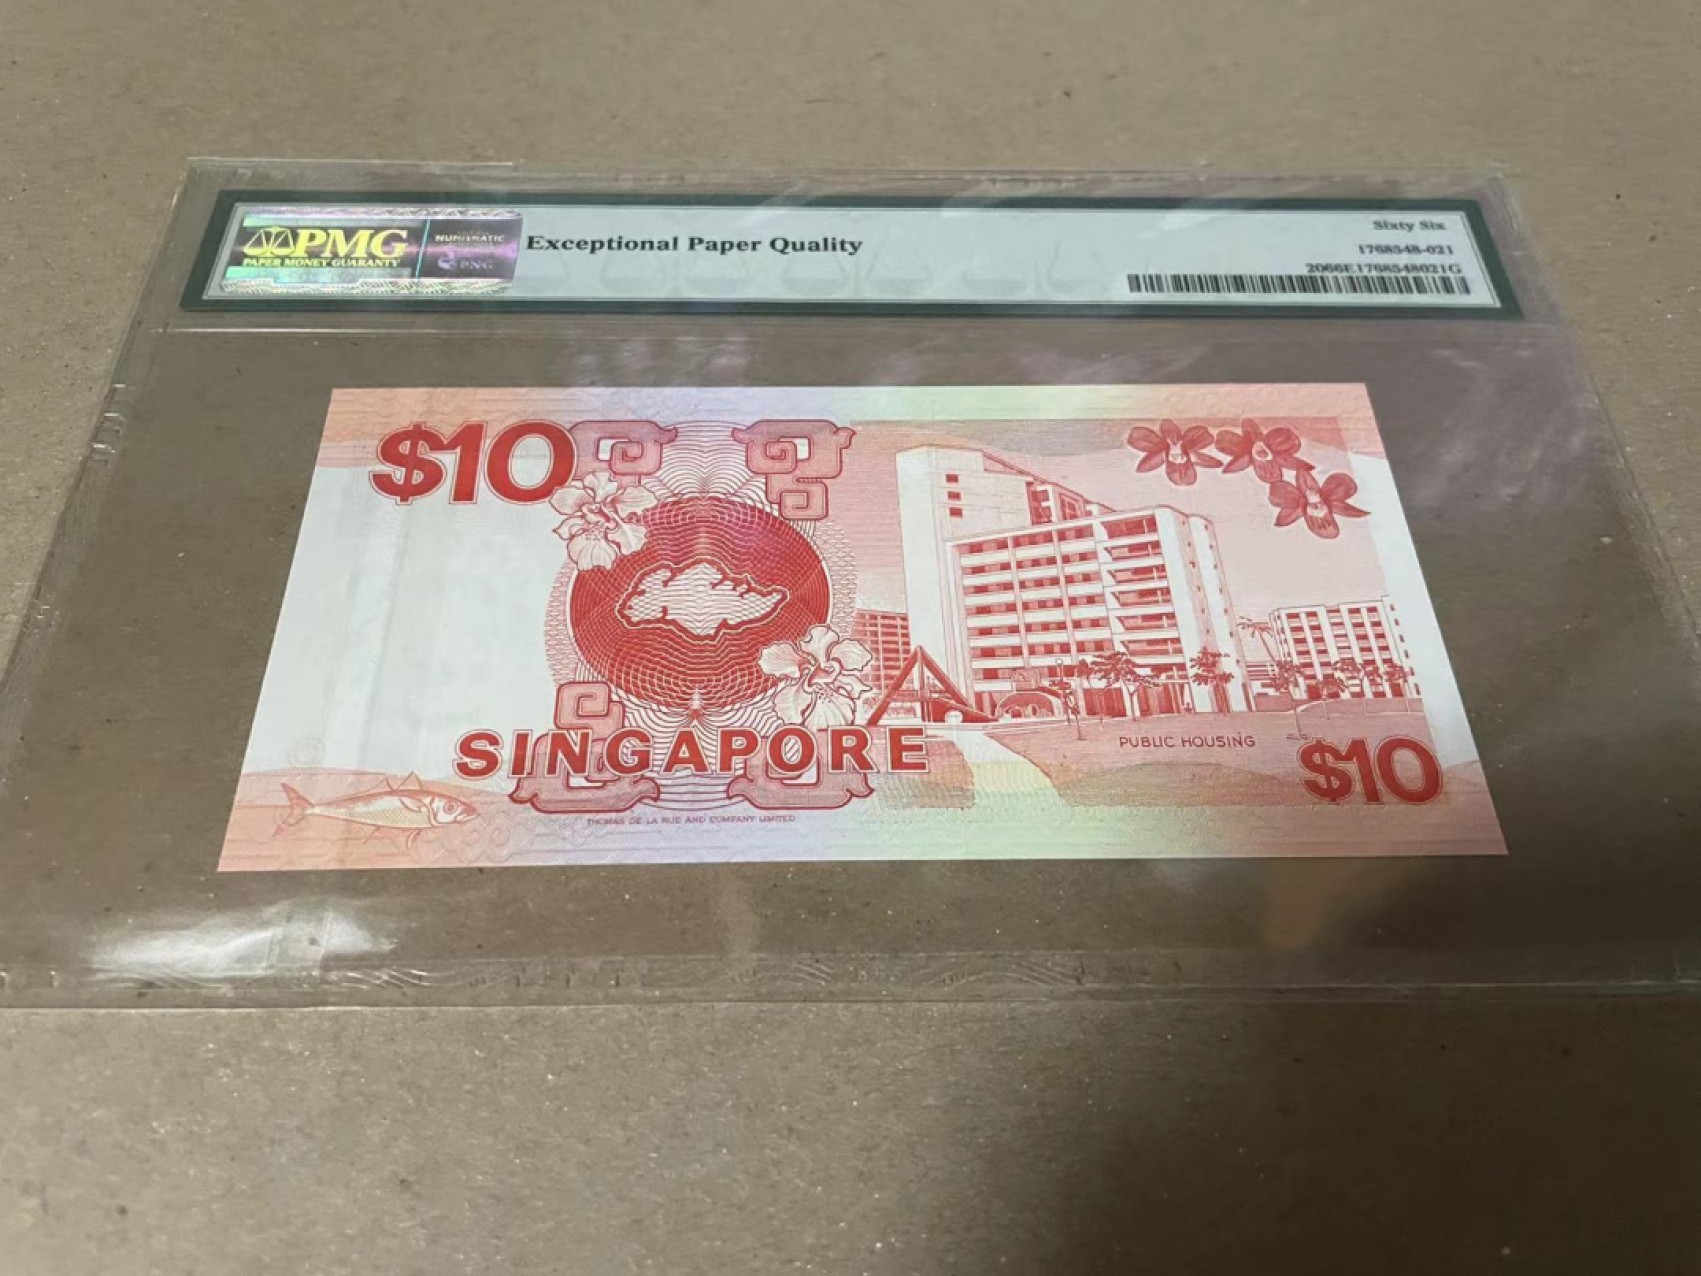 PMG
PAPER MONEY GUARANTY
NUMISMATIC
PNG
Exceptional Paper Quality
Sixty Six
1768548-021
2066E1768548021G
$10
SINGAPORE
THOMAS DE LA RUE AND COMPANY LIMITED
PUBLIC HOUSING
$10